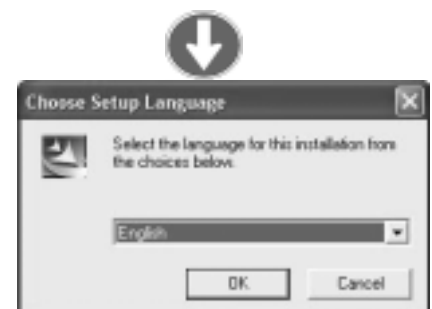 Choose Setup Language
Select the language for this installation from
the choices below.
English
OK
Cancel